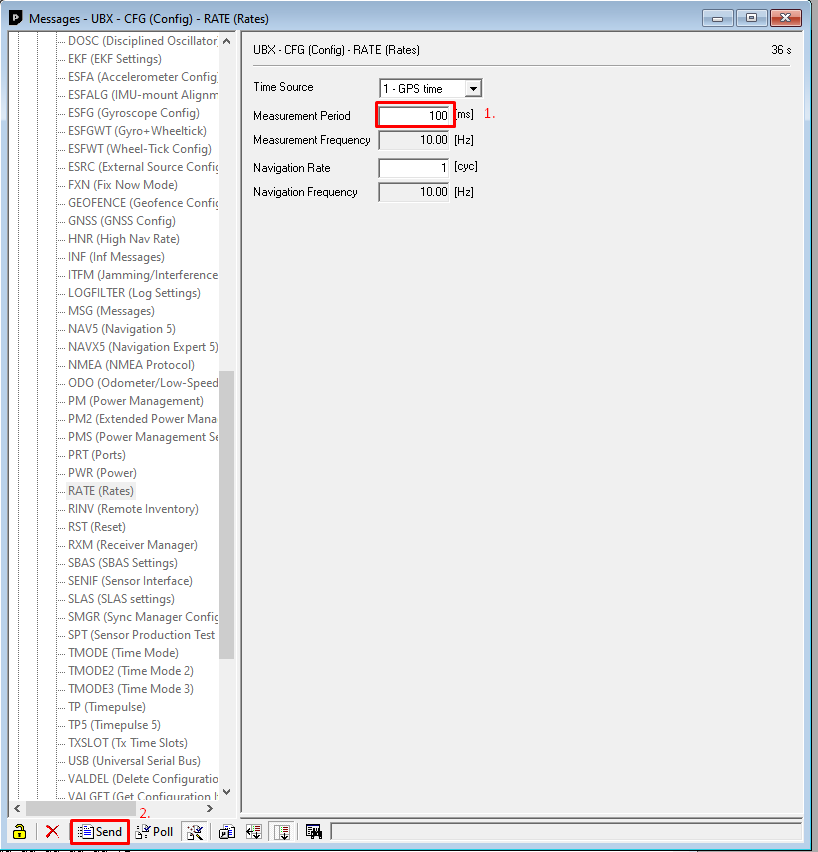 Messages - UBX - CFG (Config) - RATE (Rates)
DOSC (Disciplined Oscillator
EKF (EKF Settings)
ESFA (Accelerometer Config
ESFALG (IMU-mount Alignm
ESFG (Gyroscope Config)
ESFGWT (Gyro+Wheeltick)
ESFWT (Wheel-Tick Config)
ESRC (External Source Config
FXN (Fix Now Mode)
GEOFENCE (Geofence Config
GNSS (GNSS Config)
HNR (High Nav Rate)
INF (Inf Messages)
ITFM (Jamming/Interference
LOGFILTER (Log Settings)
MSG (Messages)
NAV5 (Navigation 5)
NAVX5 (Navigation Expert 5)
NMEA (NMEA Protocol)
ODO (Odometer/Low-Speed
PM (Power Management)
PM2 (Extended Power Mana
PMS (Power Management Se
PRT (Ports)
PWR (Power)
RATE (Rates)
RINV (Remote Inventory)
RST (Reset)
RXM (Receiver Manager)
SBAS (SBAS Settings)
SENIF (Sensor Interface)
SLAS (SLAS settings)
SMGR (Sync Manager Config
SPT (Sensor Production Test
TMODE (Time Mode)
TMODE2 (Time Mode 2)
TMODE3 (Time Mode 3)
TP (Timepulse)
TP5 (Timepulse 5)
TXSLOT (Tx Time Slots)
USB (Universal Serial Bus)
VALDEL (Delete Configuratio
VALGET (Get Configuration I
UBX - CFG (Config) - RATE (Rates) 36 s
Time Source 1 - GPS time
Measurement Period 100 [ms] 1.
Measurement Frequency 10.00 [Hz]
Navigation Rate 1 [cyc]
Navigation Frequency 10.00 [Hz]
2.
Send Poll